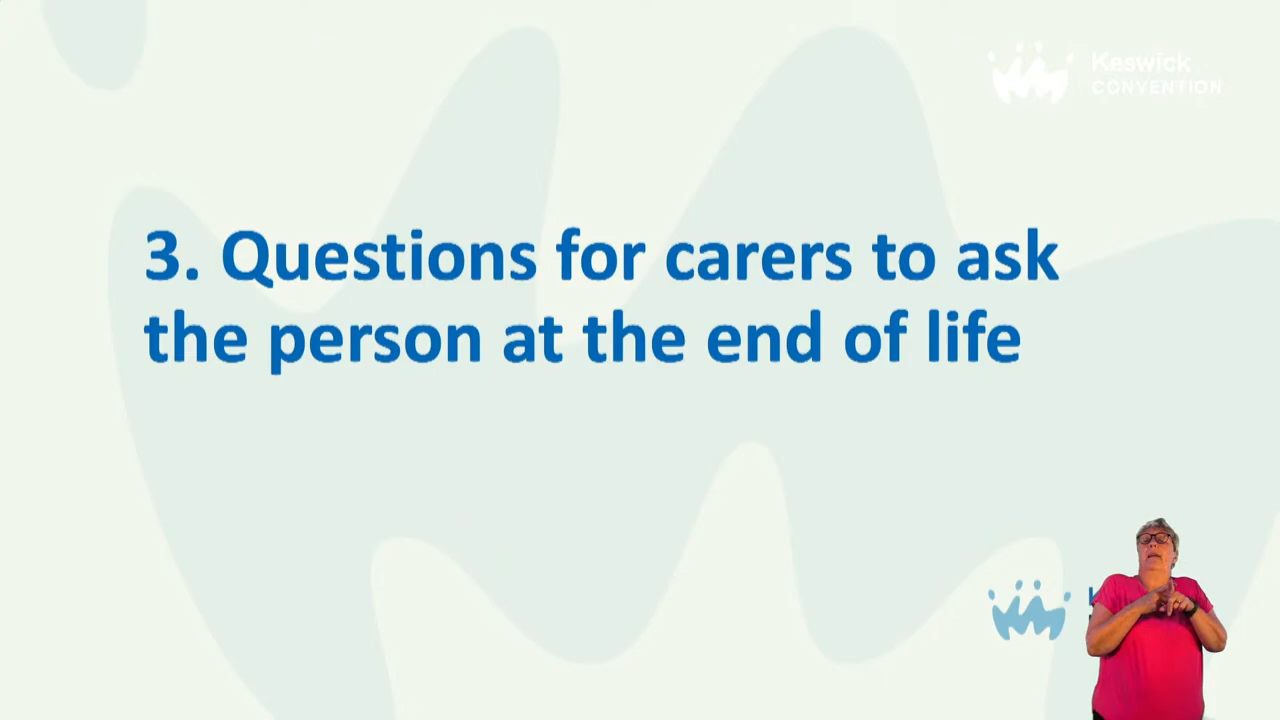 Keswick
CONVENTION
3. Questions for carers to ask
the person at the end of life